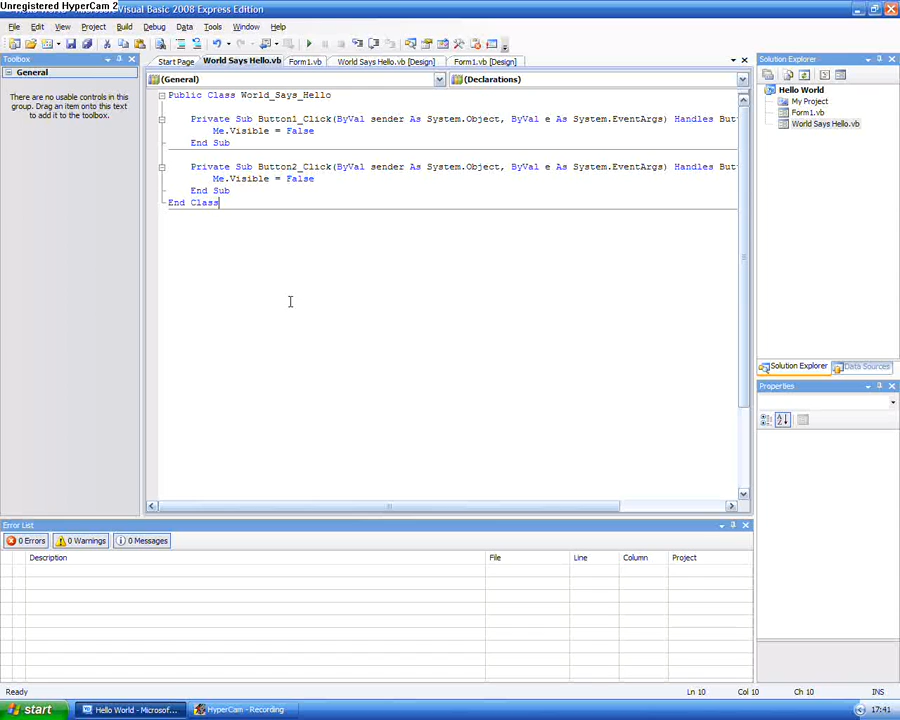 Unregistered HyperCam 2
Visual Basic 2008 Express Edition
File Edit View Project Build Debug Data Tools Window Help
Toolbox
General
There are no usable controls in this
group. Drag an item onto this text
to add it to the toolbox.
Start Page World Says Hello.vb Form1.vb World Says Hello.vb [Design] Form1.vb [Design]
(General) (Declarations)
Public Class World_Says_Hello
Private Sub Button1_Click(ByVal sender As System.Object, ByVal e As System.EventArgs) Handles But
Me.Visible = False
End Sub
Private Sub Button2_Click(ByVal sender As System.Object, ByVal e As System.EventArgs) Handles But
Me.Visible = False
End Sub
End Class
Solution Explorer
Hello World
My Project
Form1.vb
World Says Hello.vb
Solution Explorer Data Sources
Properties
Error List
0 Errors 0 Warnings 0 Messages
Description File Line Column Project
Ready Ln 10 Col 10 Ch 10 INS
start Hello World - Microsof... HyperCam - Recording 17:41